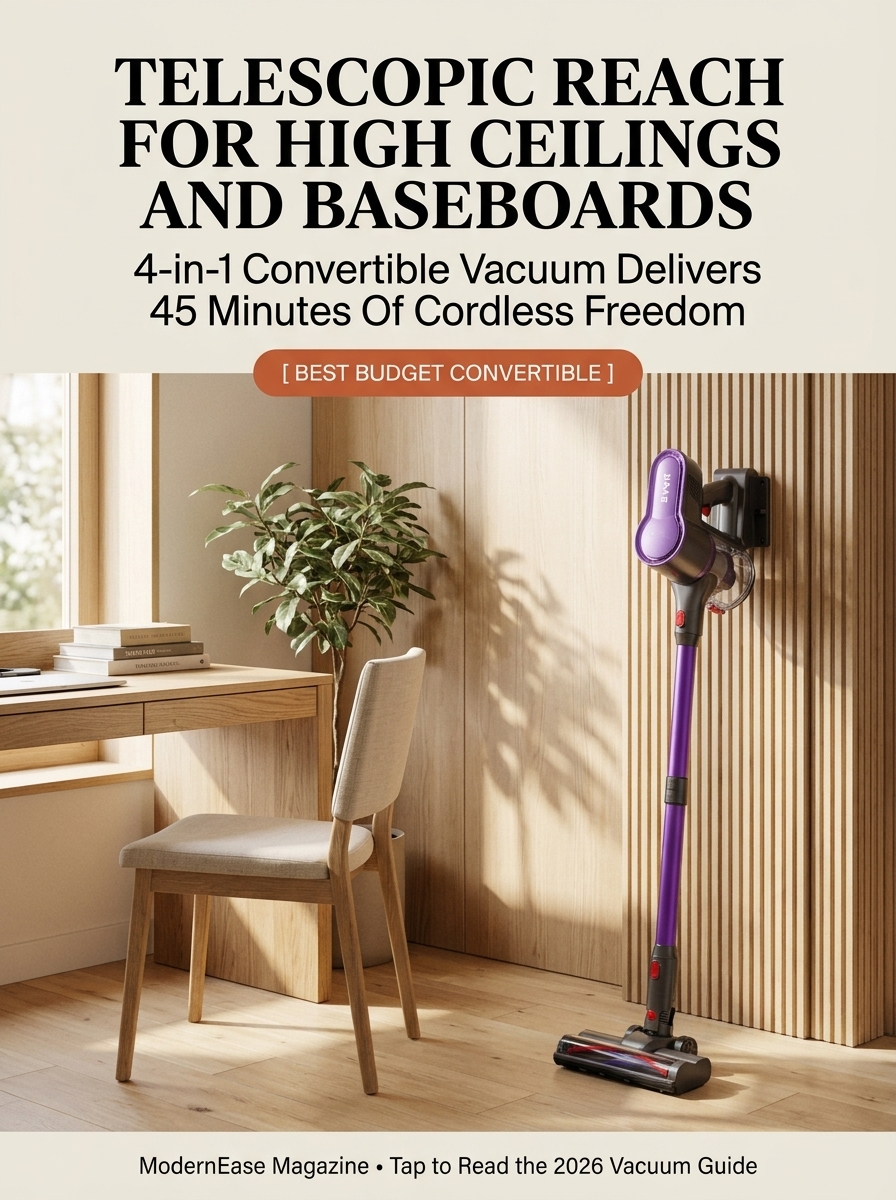 TELESCOPIC REACH
FOR HIGH CEILINGS
AND BASEBOARDS
4-in-1 Convertible Vacuum Delivers
45 Minutes Of Cordless Freedom
[ BEST BUDGET CONVERTIBLE ]
ModernEase Magazine • Tap to Read the 2026 Vacuum Guide